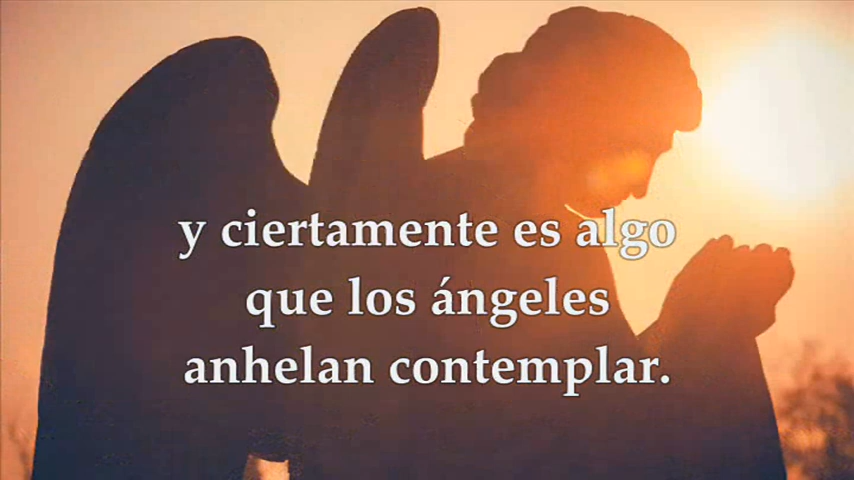 y ciertamente es algo
que los ángeles
anhelan contemplar.